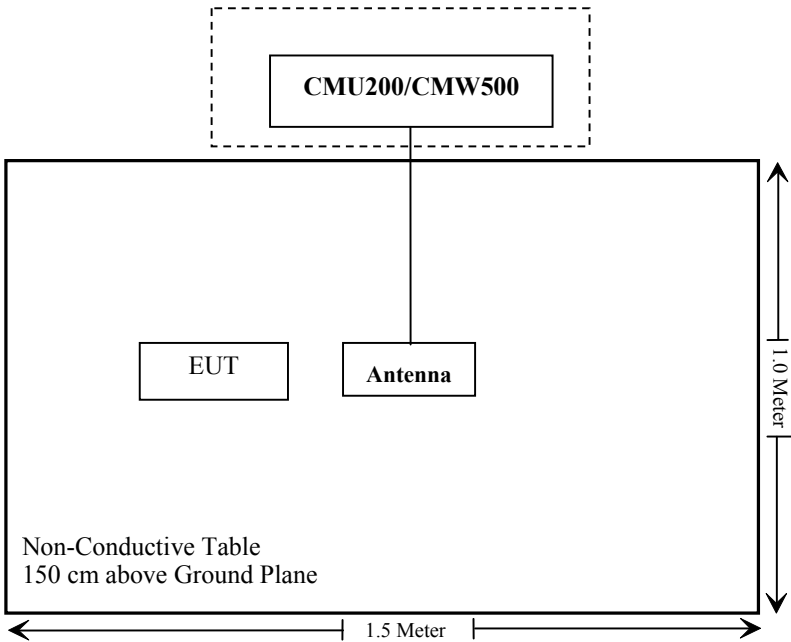 CMU200/CMW500
EUT
Antenna
1.0 Meter
Non-Conductive Table
150 cm above Ground Plane
1.5 Meter